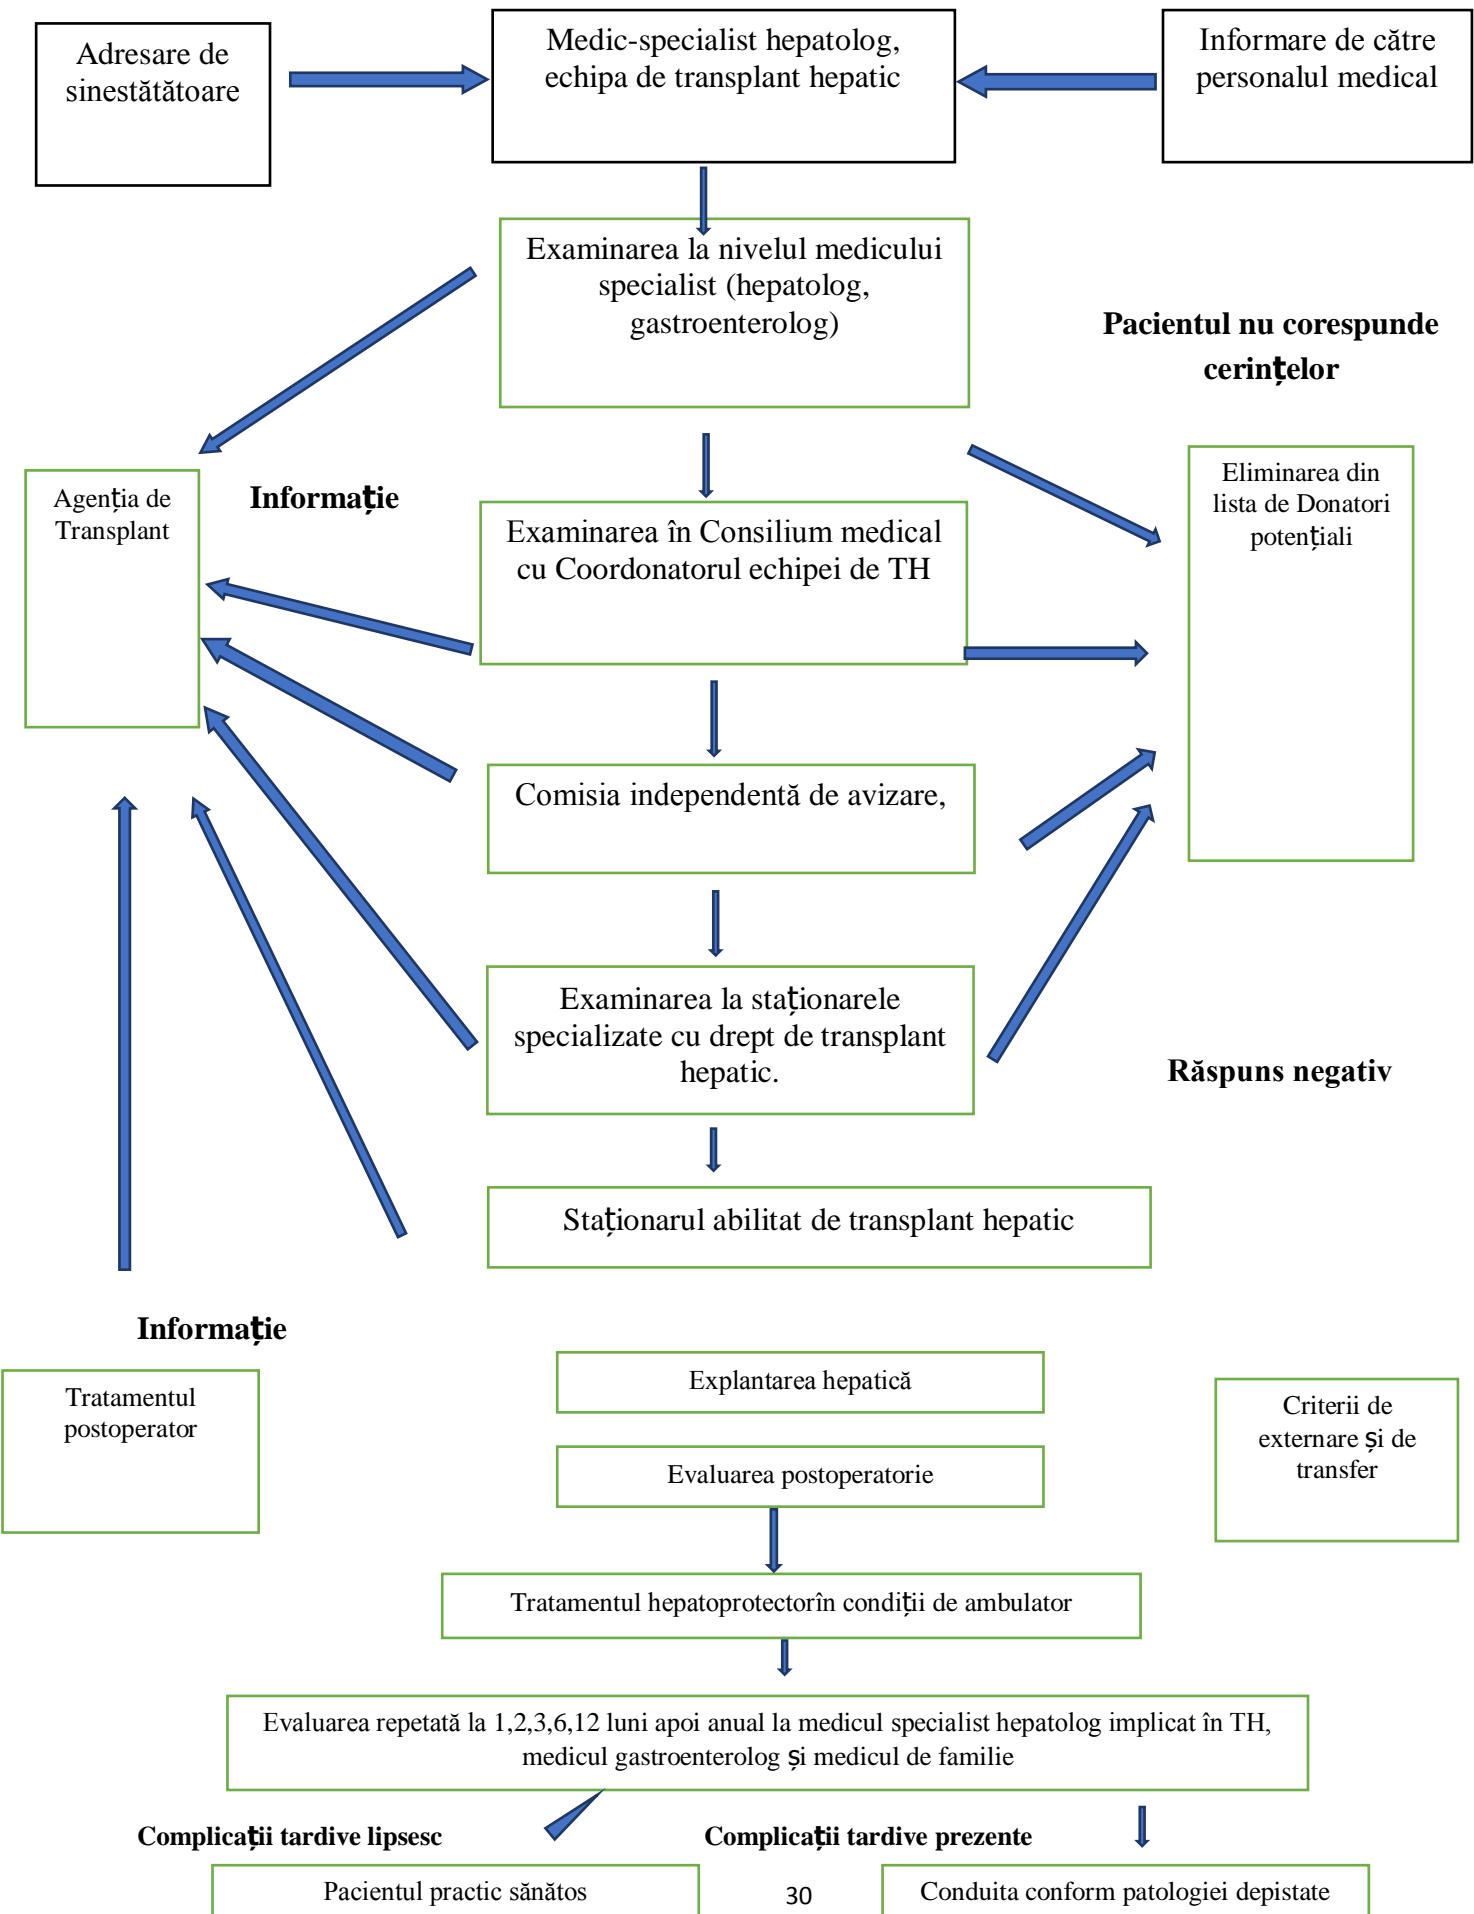 Adresare de
sinestătătoare
Medic-specialist hepatolog,
echipa de transplant hepatic
Informare de către
personalul medical
Examinarea la nivelul medicului
specialist (hepatolog,
gastroenterolog)
Pacientul nu corespunde
cerințelor
Agenția de
Transplant
Informație
Examinarea în Consilium medical
cu Coordonatorul echipei de TH
Eliminarea din
lista de Donatori
potențiali
Comisia independentă de avizare,
Examinarea la staționarele
specializate cu drept de transplant
hepatic.
Răspuns negativ
Staționarul abilitat de transplant hepatic
Informație
Tratamentul
postoperator
Explantarea hepatică
Evaluarea postoperatorie
Criterii de
externare și de
transfer
Tratamentul hepatoprotectorîn condiții de ambulator
Evaluarea repetată la 1,2,3,6,12 luni apoi anual la medicul specialist hepatolog implicat în TH,
medicul gastroenterolog și medicul de familie
Complicații tardive lipsesc
Complicații tardive prezente
Pacientul practic sănătos
30
Conduita conform patologiei depistate